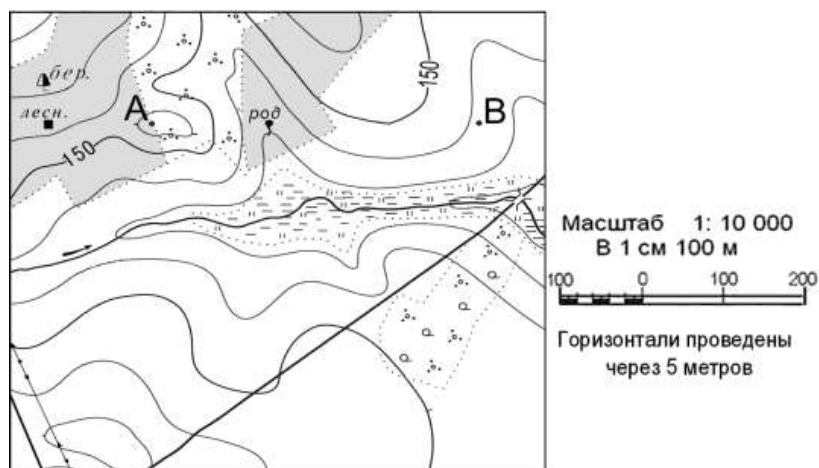 150
бер.
лесн.
А
род
В
150
Масштаб 1: 10 000
В 1 см 100 м
100 0 100 200
Горизонтали проведены
через 5 метров